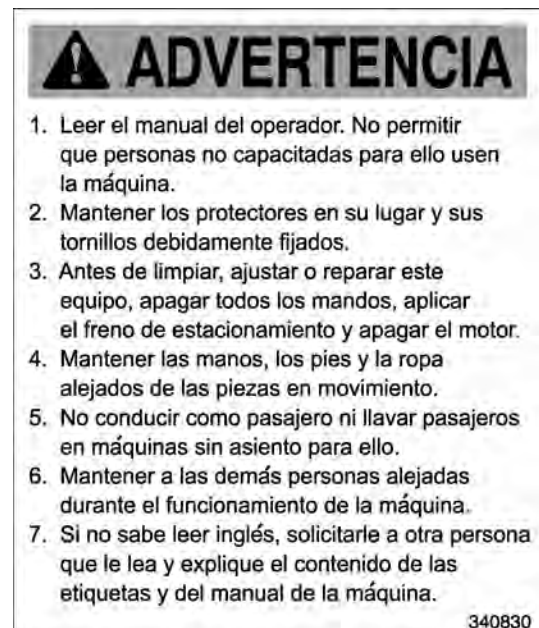 ADVERTENCIA
1. Leer el manual del operador. No permitir
que personas no capacitadas para ello usen
la máquina.
2. Mantener los protectores en su lugar y sus
tornillos debidamente fijados.
3. Antes de limpiar, ajustar o reparar este
equipo, apagar todos los mandos, aplicar
el freno de estacionamiento y apagar el motor.
4. Mantener las manos, los pies y la ropa
alejados de las piezas en movimiento.
5. No conducir como pasajero ni llavar pasajeros
en máquinas sin asiento para ello.
6. Mantener a las demás personas alejadas
durante el funcionamiento de la máquina.
7. Si no sabe leer inglés, solicitarle a otra persona
que le lea y explique el contenido de las
etiquetas y del manual de la máquina.
340830